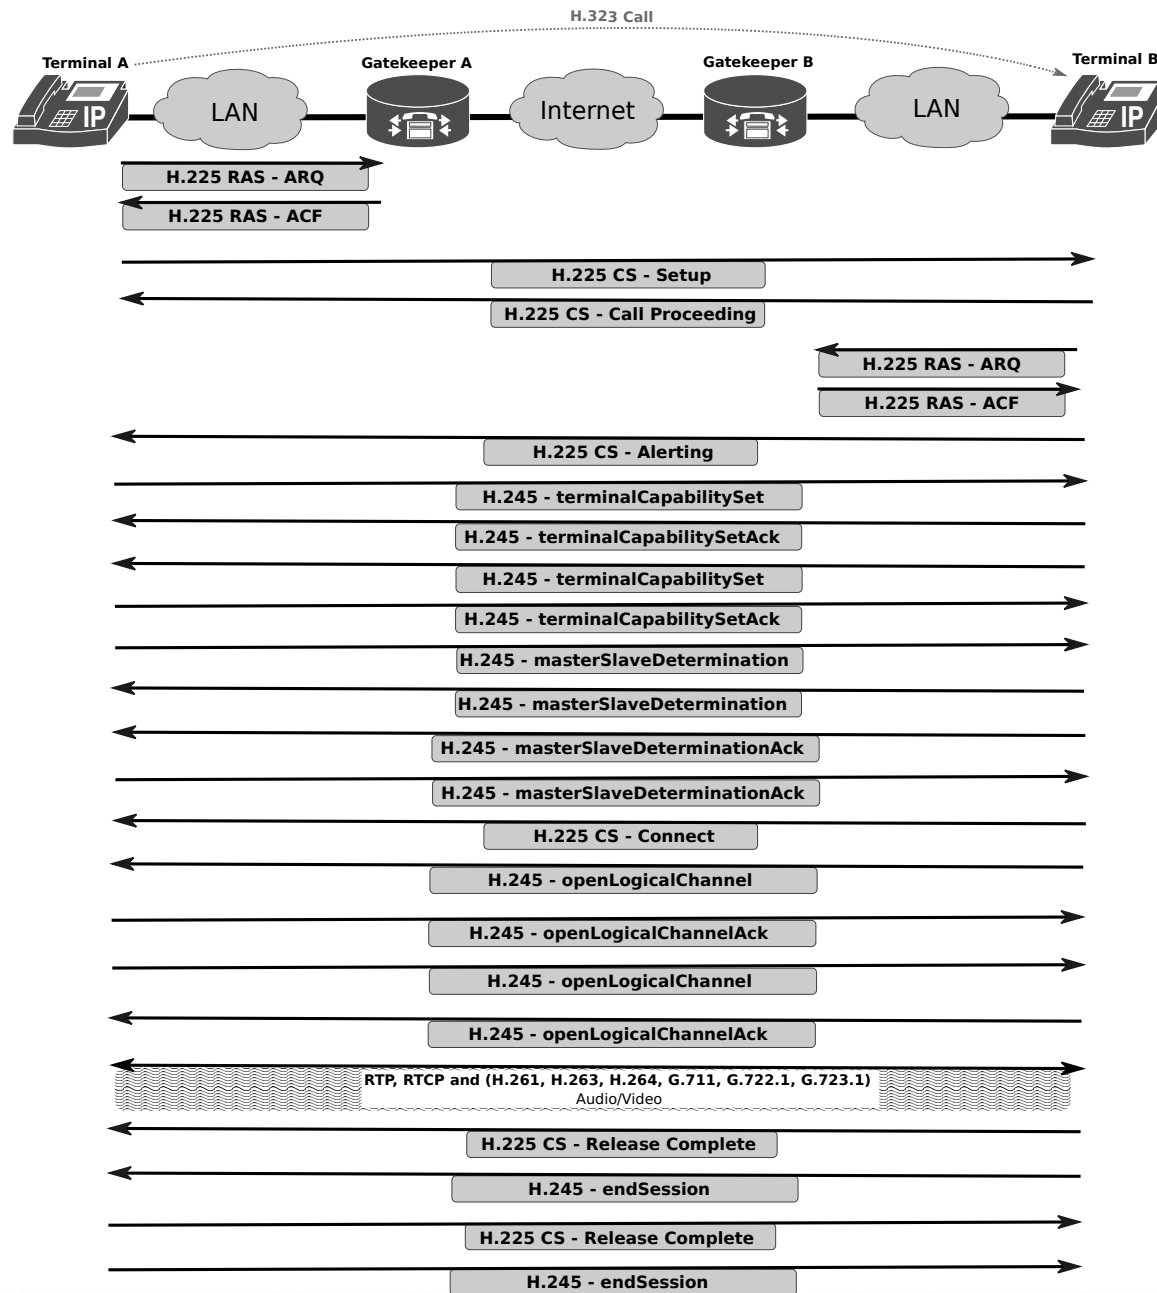 H.323 Call
Terminal A
Gatekeeper A
Gatekeeper B
Terminal B
IP
LAN
Internet
LAN
IP
H.225 RAS - ARQ
H.225 RAS - ACF
H.225 CS - Setup
H.225 CS - Call Proceeding
H.225 RAS - ARQ
H.225 RAS - ACF
H.225 CS - Alerting
H.245 - terminalCapabilitySet
H.245 - terminalCapabilitySetAck
H.245 - terminalCapabilitySet
H.245 - terminalCapabilitySetAck
H.245 - masterSlaveDetermination
H.245 - masterSlaveDetermination
H.245 - masterSlaveDeterminationAck
H.245 - masterSlaveDeterminationAck
H.225 CS - Connect
H.245 - openLogicalChannel
H.245 - openLogicalChannelAck
H.245 - openLogicalChannel
H.245 - openLogicalChannelAck
RTP, RTCP and (H.261, H.263, H.264, G.711, G.722.1, G.723.1)
Audio/Video
H.225 CS - Release Complete
H.245 - endSession
H.225 CS - Release Complete
H.245 - endSession